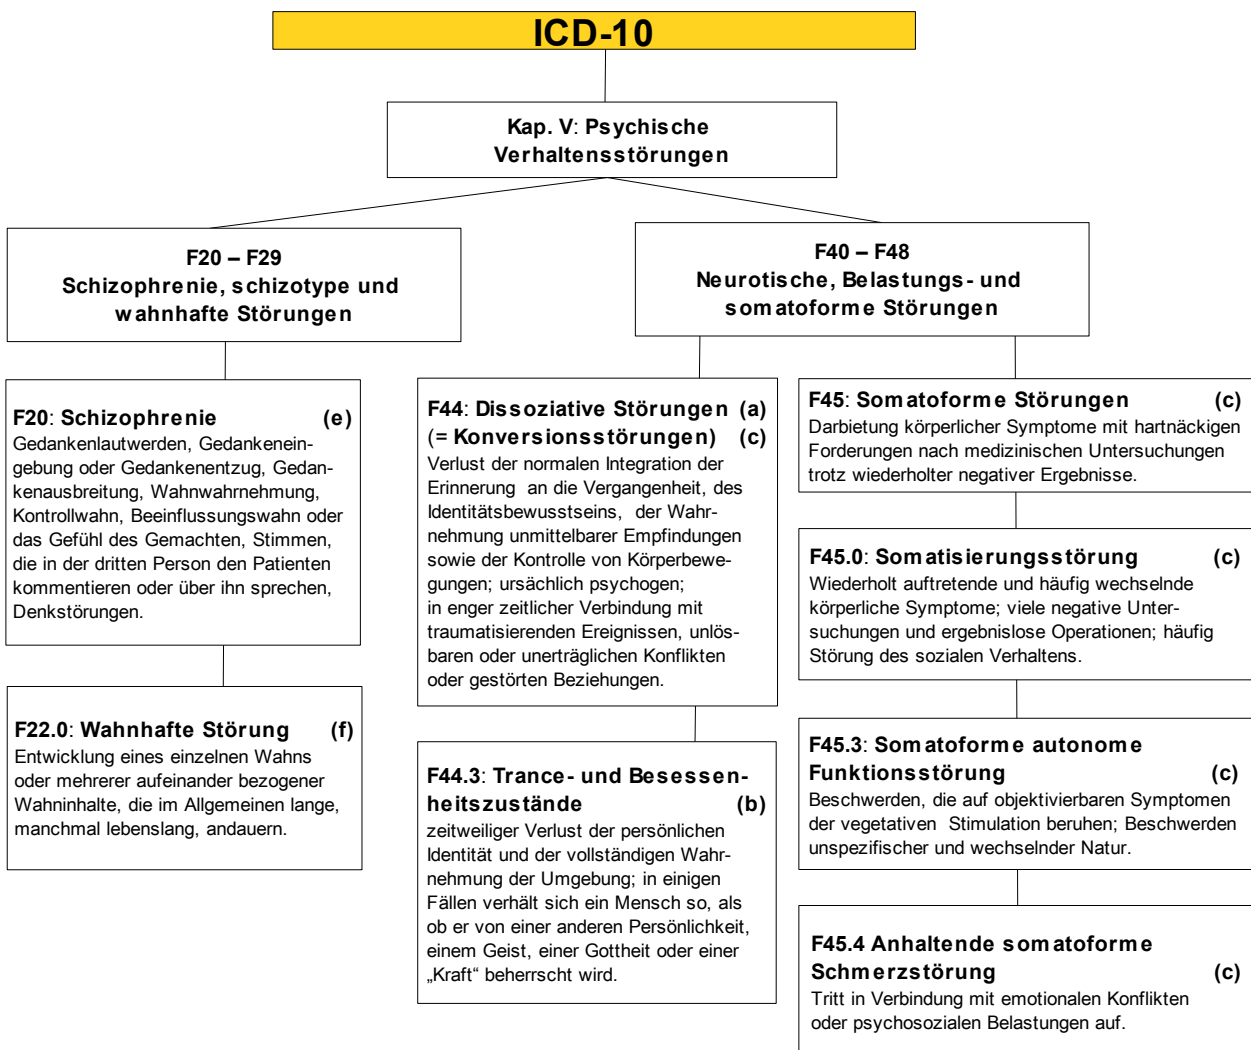 ICD-10
Kap. V: Psychische
Verhaltensstörungen
F20 – F29
Schizophrenie, schizotype und
wahnhafte Störungen
F40 – F48
Neurotische, Belastungs- und
somatoforme Störungen
F20: Schizophrenie (e)
Gedankenlautwerden, Gedankenein-
gebung oder Gedankenentzug, Gedan-
kenausbreitung, Wahnwahrnehmung,
Kontrollwahn, Beeinflussungswahn oder
das Gefühl des Gemachten, Stimmen,
die in der dritten Person den Patienten
kommentieren oder über ihn sprechen,
Denkstörungen.
F22.0: Wahnhafte Störung (f)
Entwicklung eines einzelnen Wahns
oder mehrerer aufeinander bezogener
Wahninhalte, die im Allgemeinen lange,
manchmal lebenslang, andauern.
F44: Dissoziative Störungen (a)
(= Konversionsstörungen) (c)
Verlust der normalen Integration der
Erinnerung an die Vergangenheit, des
Identitätsbewusstseins, der Wahr-
nehmung unmittelbarer Empfindungen
sowie der Kontrolle von Körperbewe-
gungen; ursächlich psychogen;
in enger zeitlicher Verbindung mit
traumatisierenden Ereignissen, unlös-
baren oder unerträglichen Konflikten
oder gestörten Beziehungen.
F44.3: Trance- und Besessen-
heitszustände (b)
zeitweiliger Verlust der persönlichen
Identität und der vollständigen Wahr-
nehmung der Umgebung; in einigen
Fällen verhält sich ein Mensch so, als
ob er von einer anderen Persönlichkeit,
einem Geist, einer Gottheit oder einer
„Kraft“ beherrscht wird.
F45: Somatoforme Störungen (c)
Darbietung körperlicher Symptome mit hartnäckigen
Forderungen nach medizinischen Untersuchungen
trotz wiederholter negativer Ergebnisse.
F45.0: Somatisierungsstörung (c)
Wiederholt auftretende und häufig wechselnde
körperliche Symptome; viele negative Unter-
suchungen und ergebnislose Operationen; häufig
Störung des sozialen Verhaltens.
F45.3: Somatoforme autonome
Funktionsstörung (c)
Beschwerden, die auf objektivierbaren Symptomen
der vegetativen Stimulation beruhen; Beschwerden
unspezifischer und wechselnder Natur.
F45.4 Anhaltende somatoforme
Schmerzstörung (c)
Tritt in Verbindung mit emotionalen Konflikten
oder psychosozialen Belastungen auf.